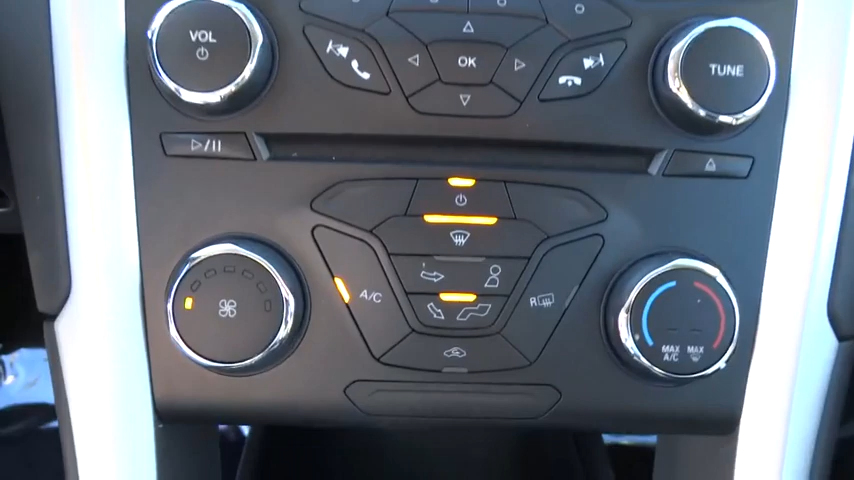 VOL
OK
TUNE
A/C
R
MAX A/C
MAX